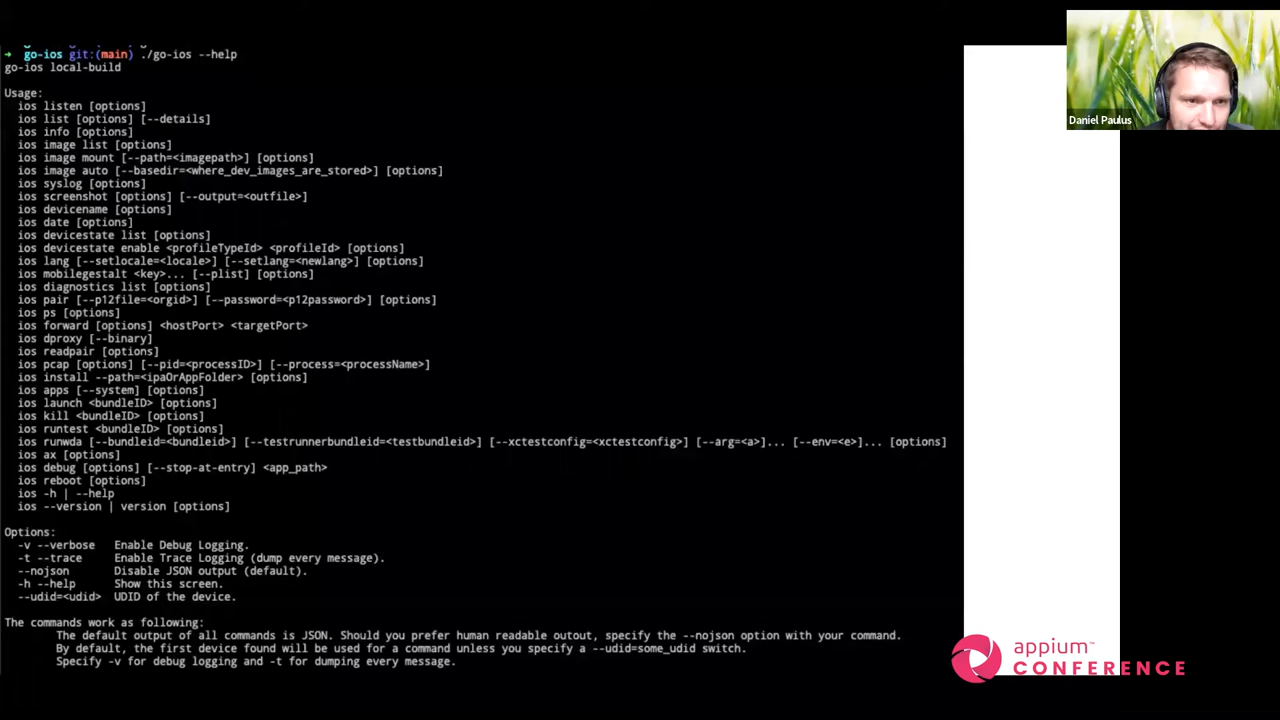 ➜ go-ios git:(main) ./go-ios --help
go-ios local-build
Usage:
ios listen [options]
ios list [options] [--details]
ios info [options]
ios image list [options]
ios image mount [--path=<imagepath>] [options]
ios image auto [--basedir=<where_dev_images_are_stored>] [options]
ios syslog [options]
ios screenshot [options] [--output=<outfile>]
ios devicename [options]
ios date [options]
ios devicestate list [options]
ios devicestate enable <profileTypeId> <profileId> [options]
ios lang [--setlocale=<locale>] [--setlang=<newlang>] [options]
ios mobilegestalt <key>... [--plist] [options]
ios diagnostics list [options]
ios pair [--p12file=<orgid>] [--password=<p12password>] [options]
ios ps [options]
ios forward [options] <hostPort> <targetPort>
ios dproxy [--binary]
ios readpair [options]
ios pcap [options] [--pid=<processID>] [--process=<processName>]
ios install --path=<ipaOrAppFolder> [options]
ios apps [--system] [options]
ios launch <bundleID> [options]
ios kill <bundleID> [options]
ios runtest <bundleID> [options]
ios runwda [--bundleid=<bundleid>] [--testrunnerbundleid=<testbundleid>] [--xctestconfig=<xctestconfig>] [--arg=<a>]... [--env=<e>]... [options]
ios ax [options]
ios debug [options] [--stop-at-entry] <app_path>
ios reboot [options]
ios -h | --help
ios --version | version [options]
Options:
-v --verbose Enable Debug Logging.
-t --trace Enable Trace Logging (dump every message).
--nojson Disable JSON output (default).
-h --help Show this screen.
--udid=<udid> UDID of the device.
The commands work as following:
The default output of all commands is JSON. Should you prefer human readable outout, specify the --nojson option with your command.
By default, the first device found will be used for a command unless you specify a --udid=some_udid switch.
Specify -v for debug logging and -t for dumping every message.
Daniel Paulus
appium™
CONFERENCE